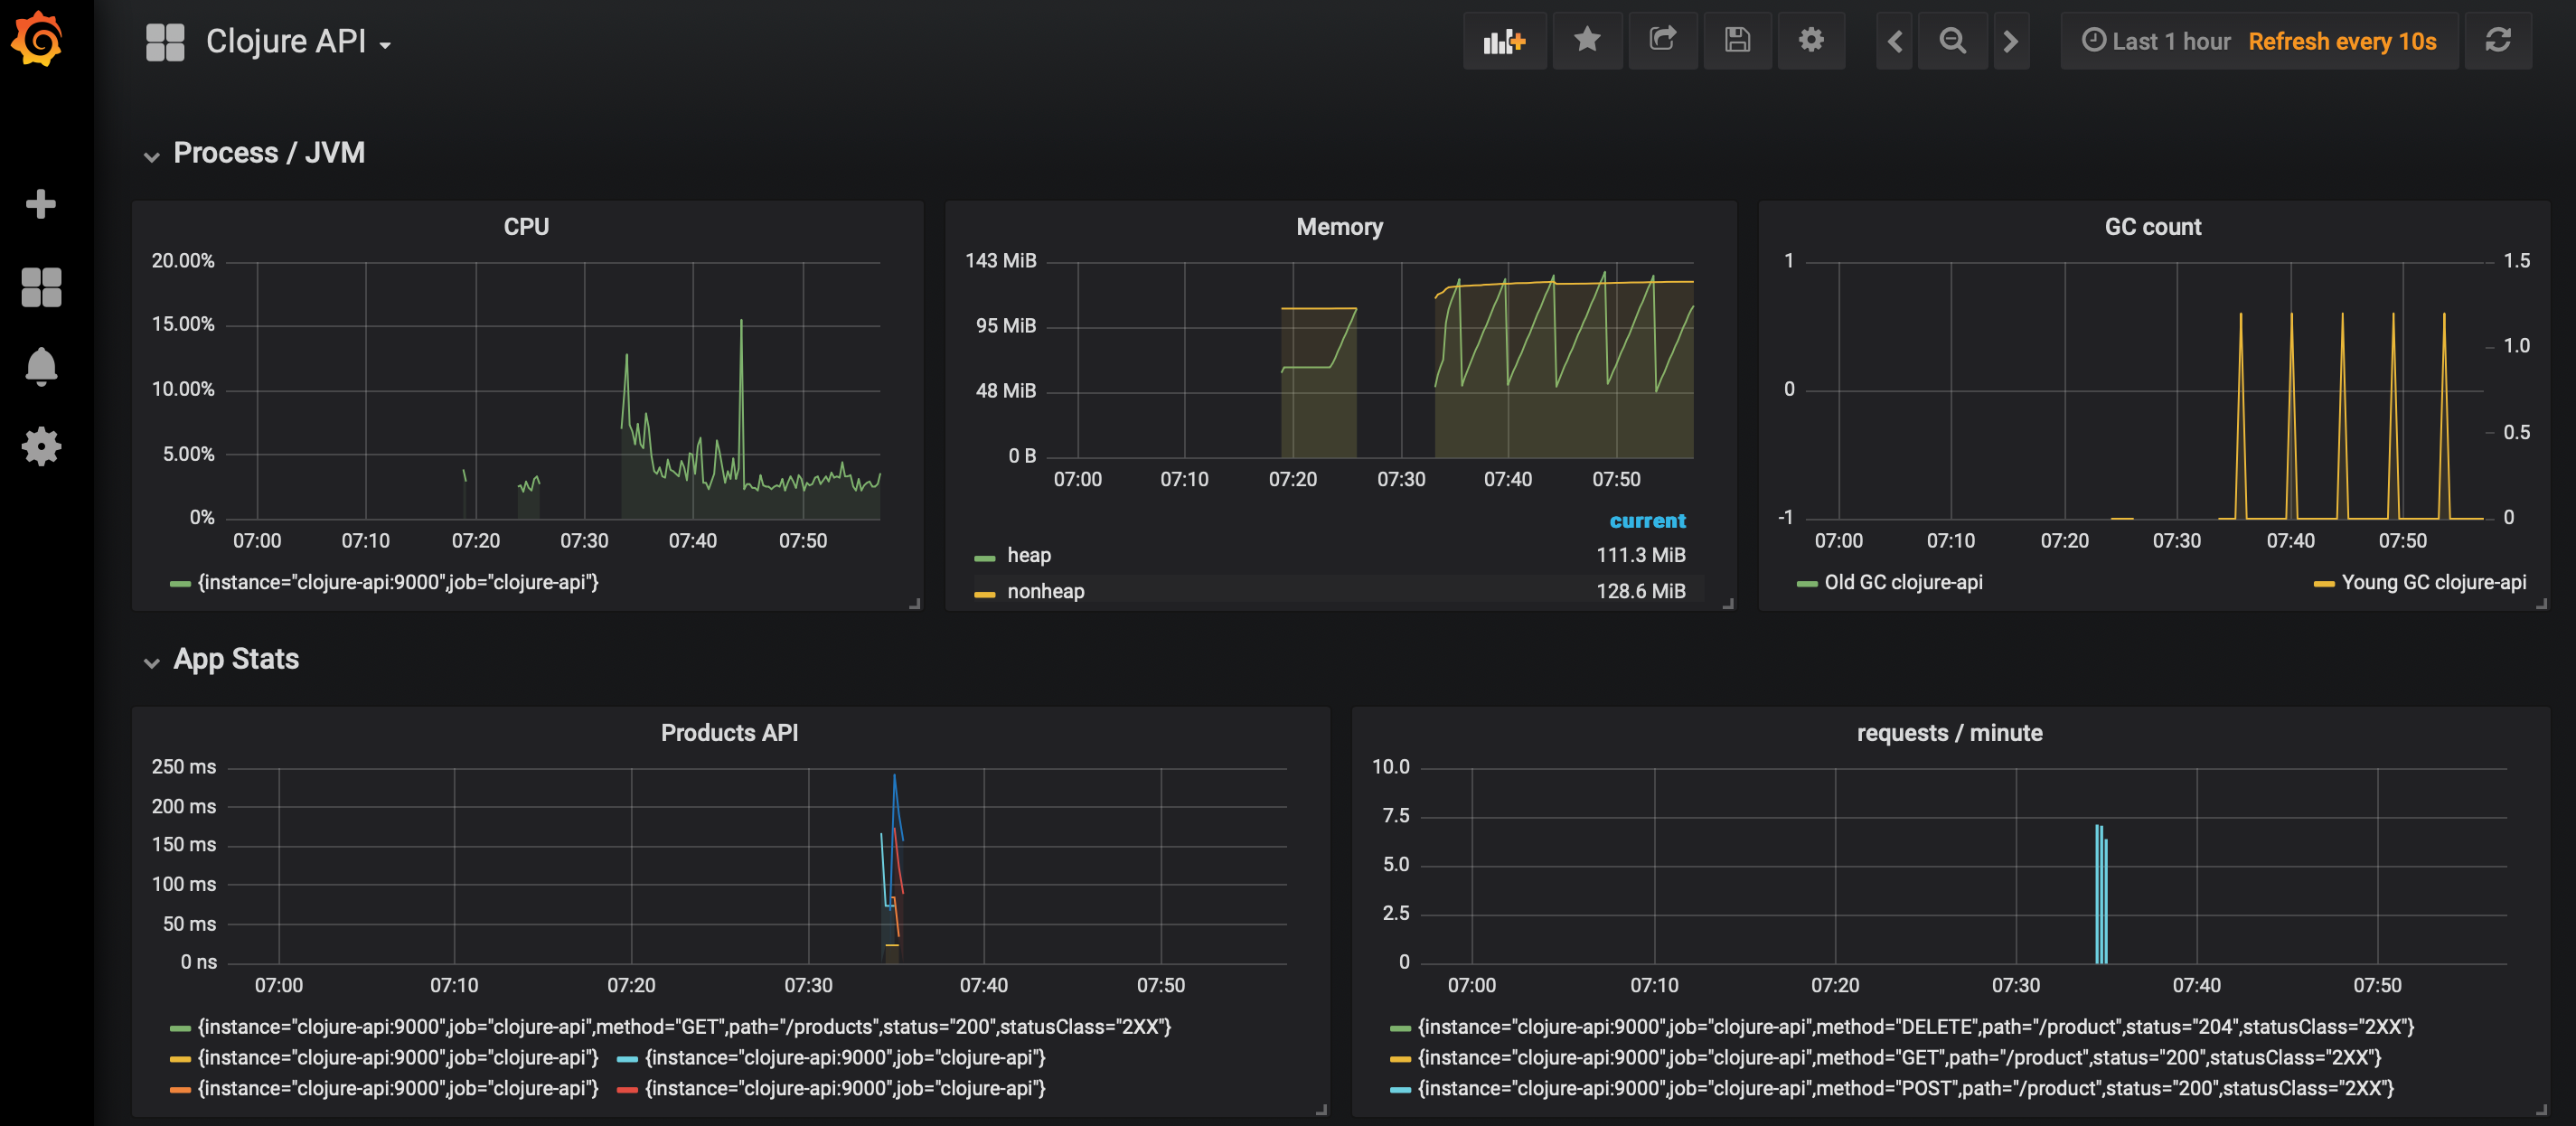 Clojure API
Last 1 hour Refresh every 10s
Process / JVM
CPU
20.00%
15.00%
10.00%
5.00%
0%
07:00 07:10 07:20 07:30 07:40 07:50
{instance="clojure-api:9000",job="clojure-api"}
Memory
143 MiB
95 MiB
48 MiB
0 B
07:00 07:10 07:20 07:30 07:40 07:50
current
heap 111.3 MiB
nonheap 128.6 MiB
GC count
1 1.5
1.0
0
0.5
-1 0
07:00 07:10 07:20 07:30 07:40 07:50
Old GC clojure-api Young GC clojure-api
App Stats
Products API
250 ms
200 ms
150 ms
100 ms
50 ms
0 ns
07:00 07:10 07:20 07:30 07:40 07:50
{instance="clojure-api:9000",job="clojure-api",method="GET",path="/products",status="200",statusClass="2XX"}
{instance="clojure-api:9000",job="clojure-api"} {instance="clojure-api:9000",job="clojure-api"}
{instance="clojure-api:9000",job="clojure-api"} {instance="clojure-api:9000",job="clojure-api"}
requests / minute
10.0
7.5
5.0
2.5
0
07:00 07:10 07:20 07:30 07:40 07:50
{instance="clojure-api:9000",job="clojure-api",method="DELETE",path="/product",status="204",statusClass="2XX"}
{instance="clojure-api:9000",job="clojure-api",method="GET",path="/product",status="200",statusClass="2XX"}
{instance="clojure-api:9000",job="clojure-api",method="POST",path="/product",status="200",statusClass="2XX"}